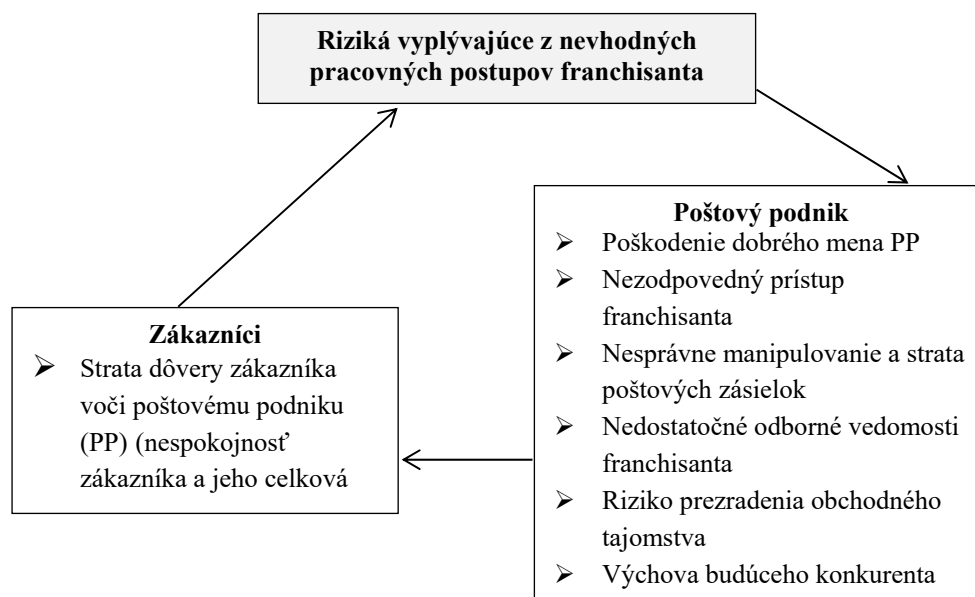 Riziká vyplývajúce z nevhodných
pracovných postupov franchisanta
Poštový podnik
➢ Poškodenie dobrého mena PP
➢ Nezodpovedný prístup
franchisanta
➢ Nesprávne manipulovanie a strata
poštových zásielok
➢ Nedostatočné odborné vedomosti
franchisanta
➢ Riziko prezradenia obchodného
tajomstva
➢ Výchova budúceho konkurenta
Zákazníci
➢ Strata dôvery zákazníka
voči poštovému podniku
(PP) (nespokojnosť
zákazníka a jeho celková